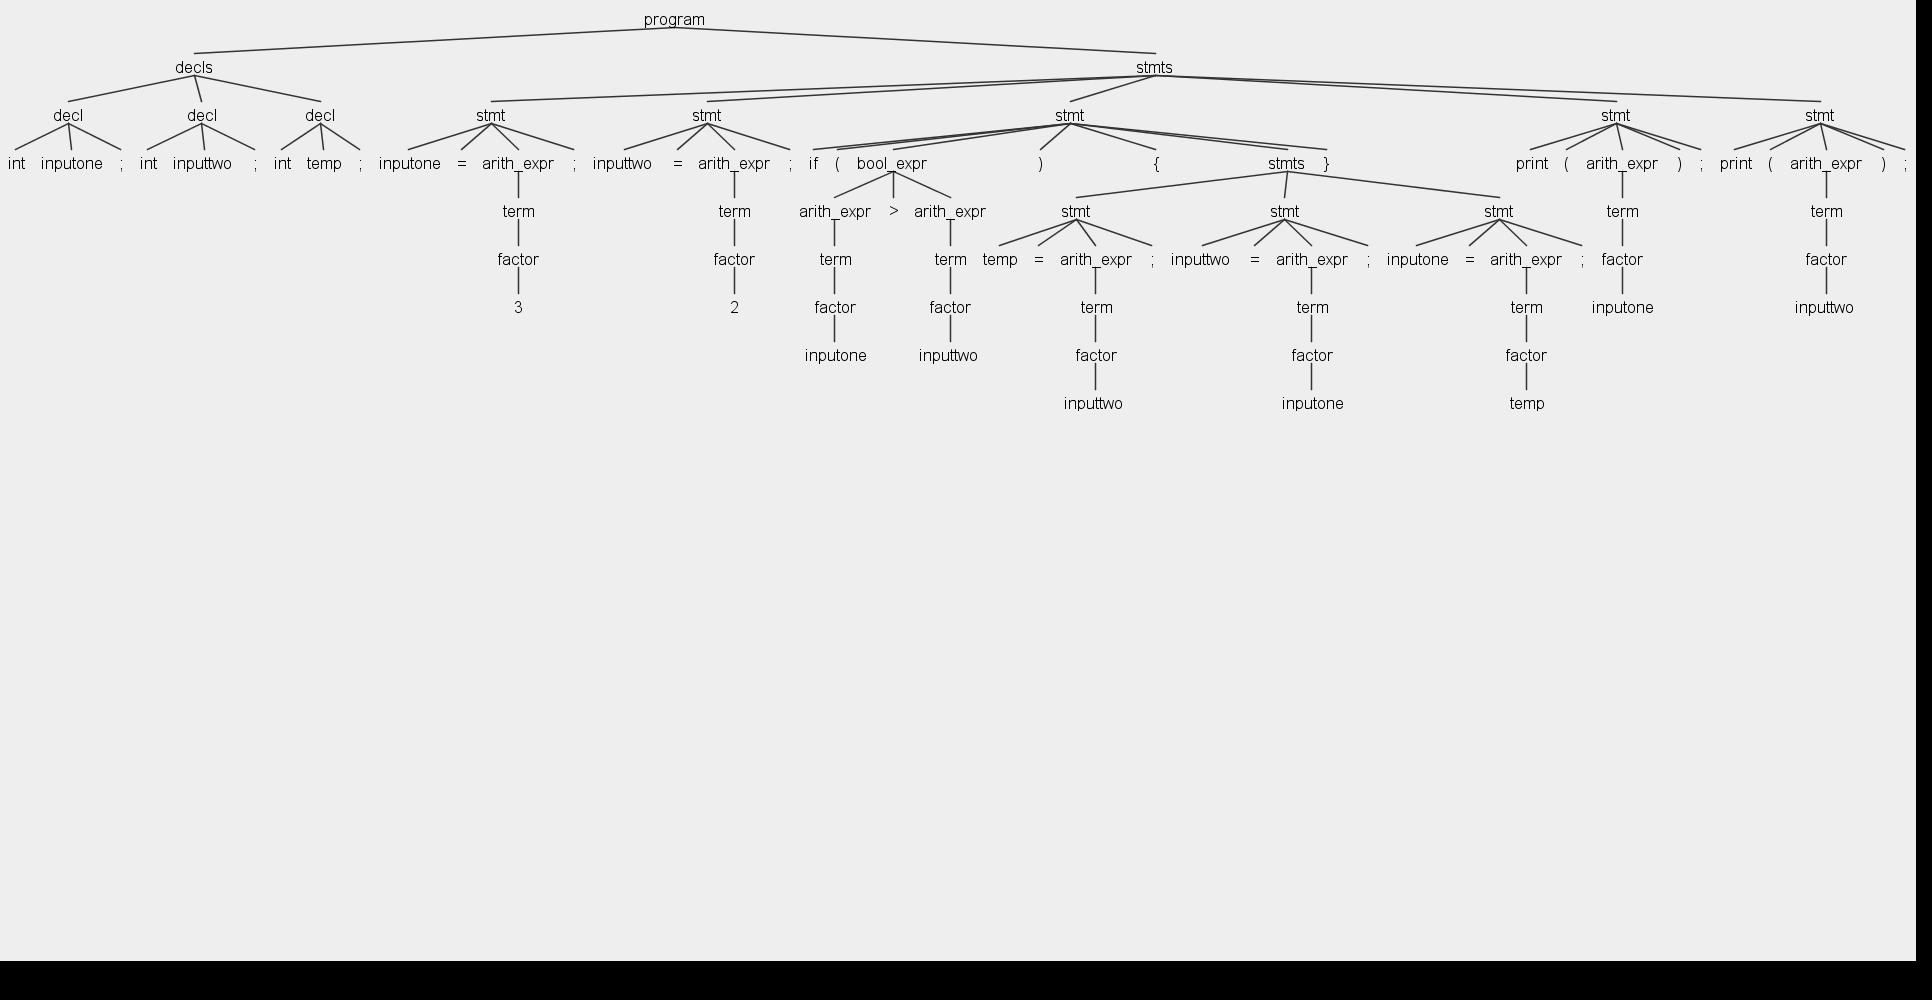 program
decls stmts
decl decl decl stmt stmt stmt stmt stmt
int inputone ; int inputtwo ; int temp ; inputone = arith_expr ; inputtwo = arith_expr ; if ( bool_expr ) { stmts } print ( arith_expr ) ; print ( arith_expr ) ;
term term arith_expr > arith_expr stmt stmt stmt term term
factor factor term term temp = arith_expr ; inputtwo = arith_expr ; inputone = arith_expr ; factor factor
3 2 factor factor term term term inputone inputtwo
inputone inputtwo factor factor factor
inputtwo inputone temp